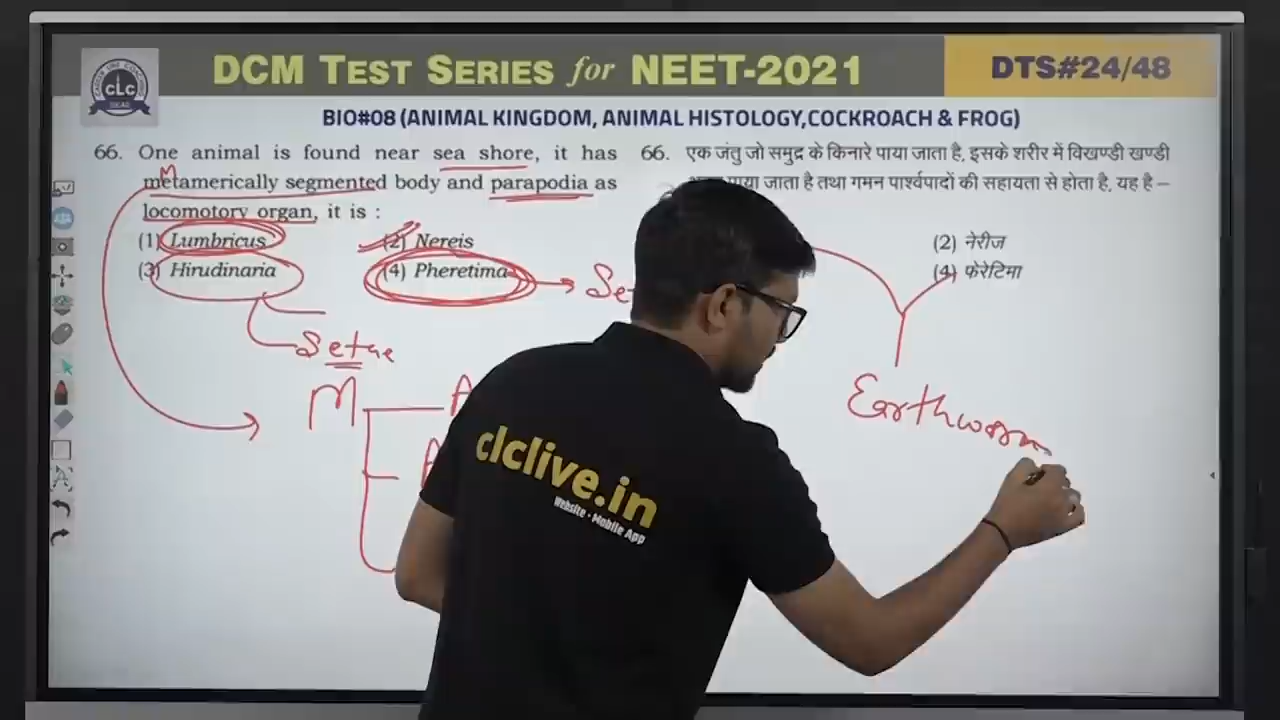 DCM TEST SERIES for NEET-2021
DTS#24/48
CLC
BIO#08 (ANIMAL KINGDOM, ANIMAL HISTOLOGY,COCKROACH & FROG)
66. One animal is found near sea shore, it has
metamerically segmented body and parapodia as
locomotory organ, it is :
(1) Lumbricus
(2) Nereis
(3) Hirudinaria
(4) Pheretima
66. एक जंतु जो समुद्र के किनारे पाया जाता है, इसके शरीर में विखण्डी खण्डी
पाया जाता है तथा गमन पार्श्वपादों की सहायता से होता है, यह है –
(2) नेरीज
(4) फेरेटिमा
M
Se
Setae
M
A
Earthworm
clclive.in
Website - Mobile App